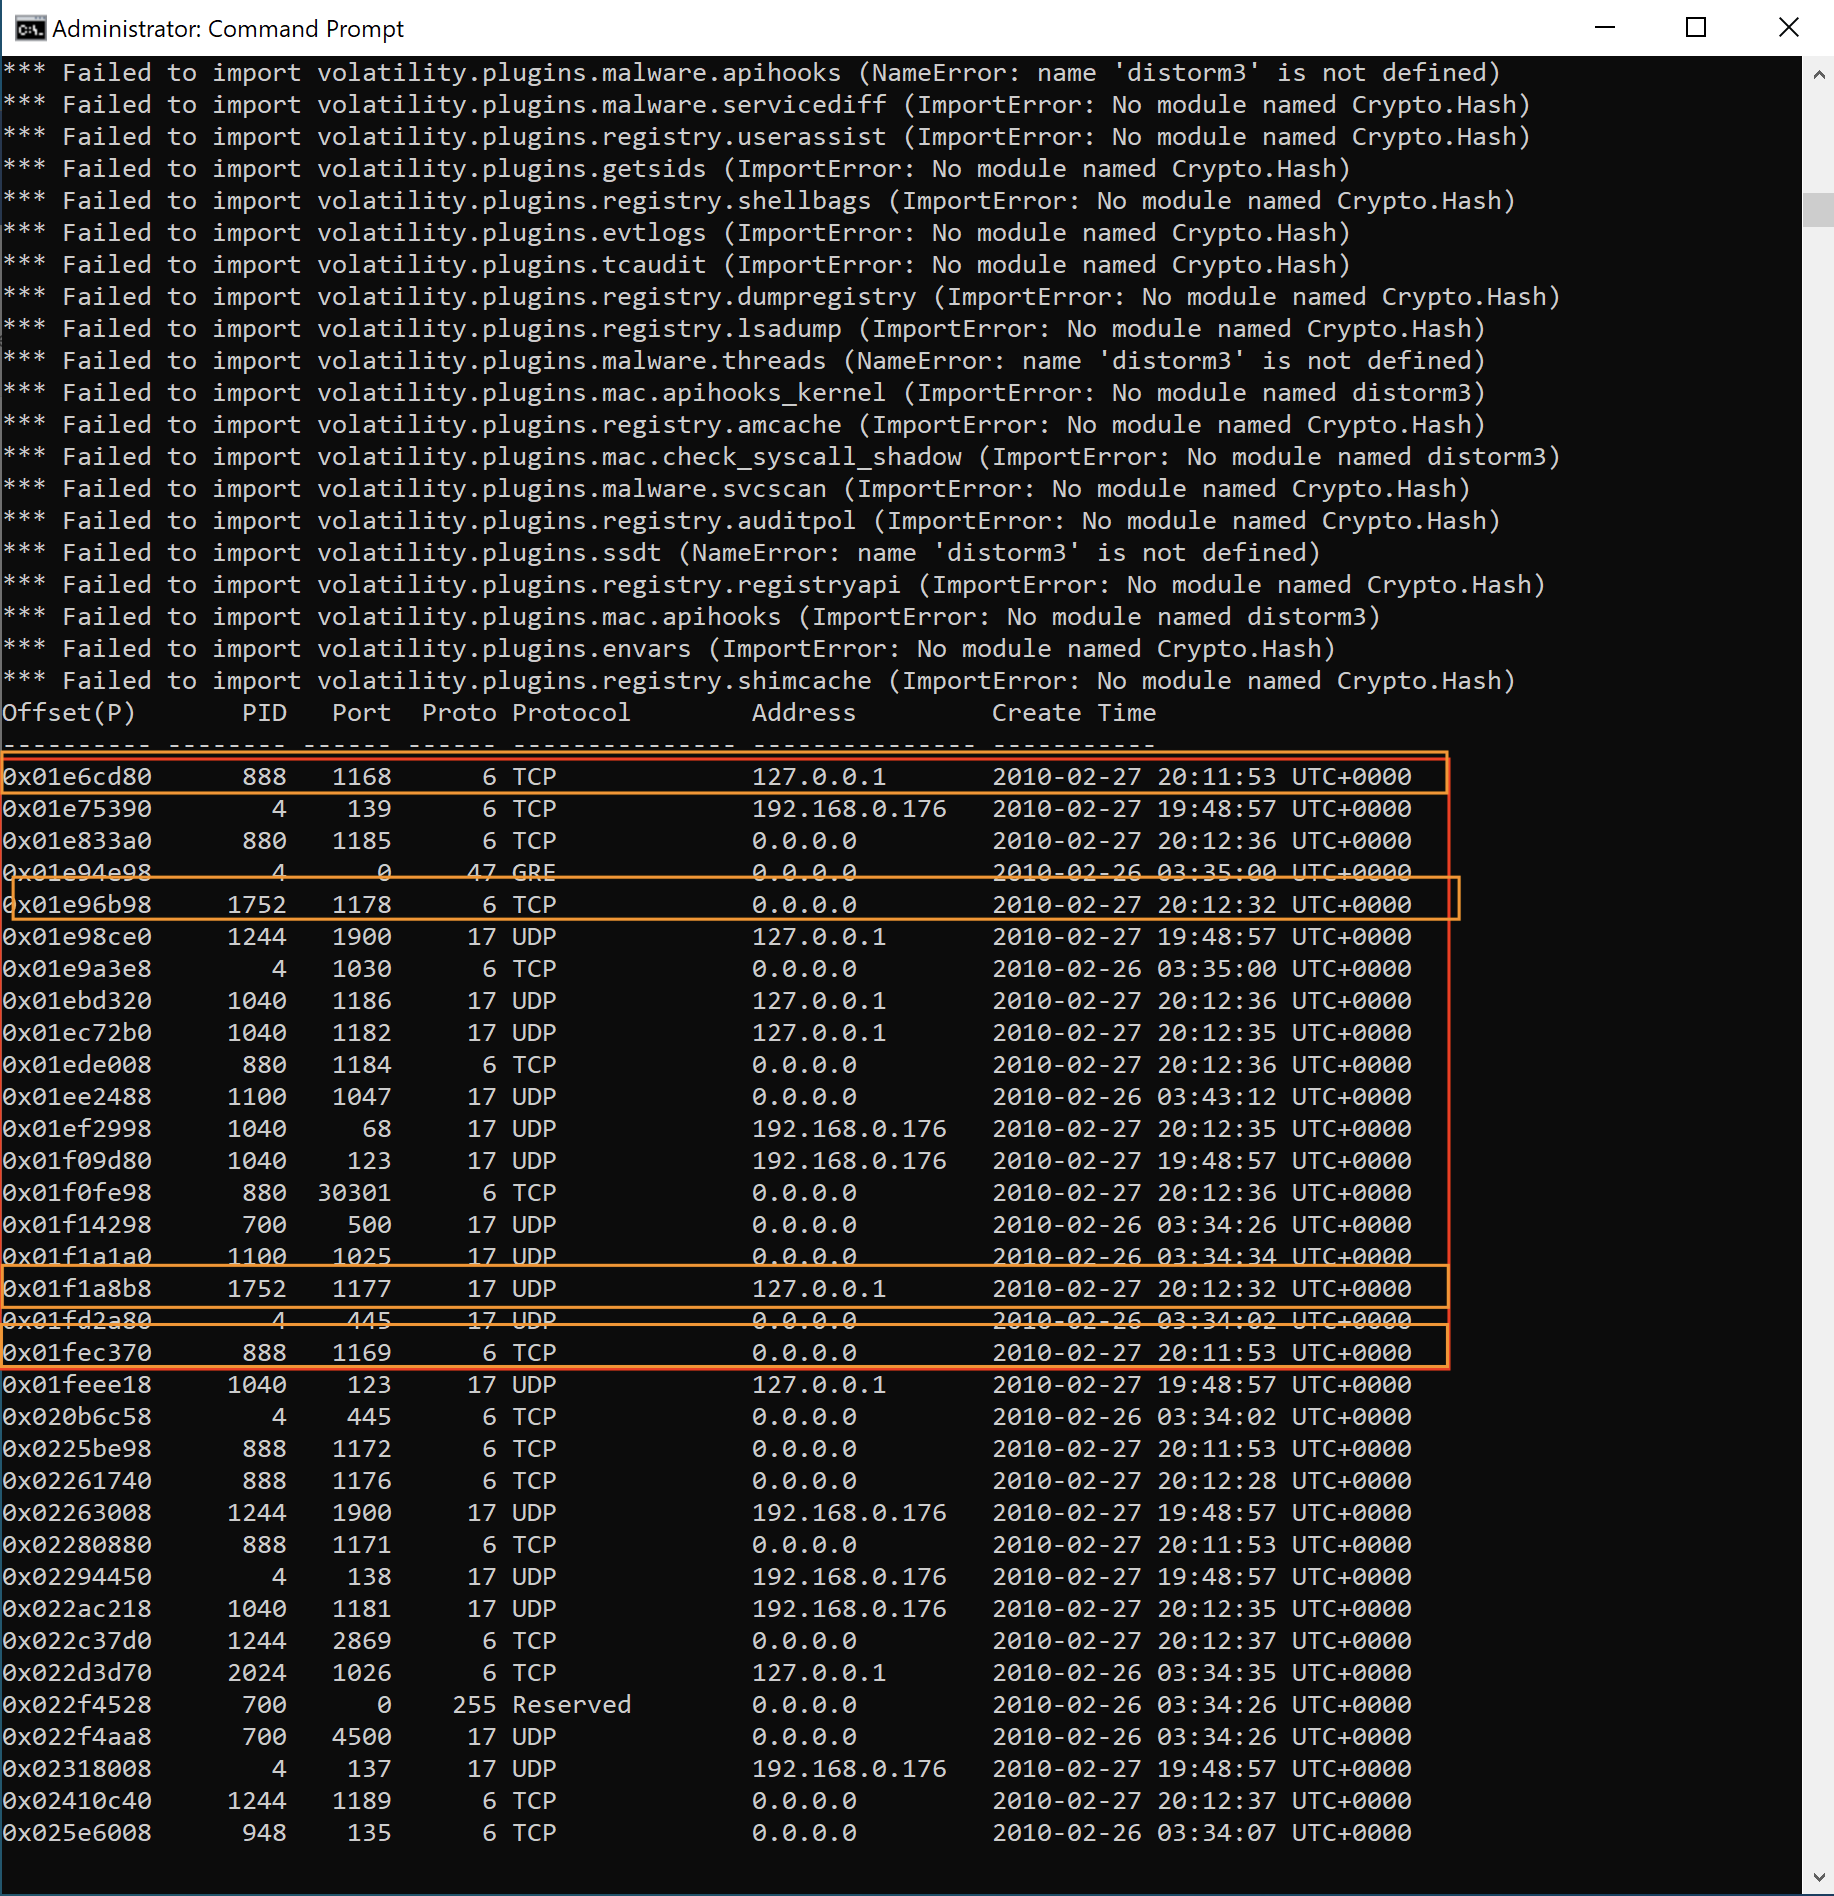 Administrator: Command Prompt
*** Failed to import volatility.plugins.malware.apihooks (NameError: name 'distorm3' is not defined)
*** Failed to import volatility.plugins.malware.servicediff (ImportError: No module named Crypto.Hash)
*** Failed to import volatility.plugins.registry.userassist (ImportError: No module named Crypto.Hash)
*** Failed to import volatility.plugins.getsids (ImportError: No module named Crypto.Hash)
*** Failed to import volatility.plugins.registry.shellbags (ImportError: No module named Crypto.Hash)
*** Failed to import volatility.plugins.evtlogs (ImportError: No module named Crypto.Hash)
*** Failed to import volatility.plugins.tcaudit (ImportError: No module named Crypto.Hash)
*** Failed to import volatility.plugins.registry.dumpregistry (ImportError: No module named Crypto.Hash)
*** Failed to import volatility.plugins.registry.lsadump (ImportError: No module named Crypto.Hash)
*** Failed to import volatility.plugins.malware.threads (NameError: name 'distorm3' is not defined)
*** Failed to import volatility.plugins.mac.apihooks_kernel (ImportError: No module named distorm3)
*** Failed to import volatility.plugins.registry.amcache (ImportError: No module named Crypto.Hash)
*** Failed to import volatility.plugins.mac.check_syscall_shadow (ImportError: No module named distorm3)
*** Failed to import volatility.plugins.malware.svcscan (ImportError: No module named Crypto.Hash)
*** Failed to import volatility.plugins.registry.auditpol (ImportError: No module named Crypto.Hash)
*** Failed to import volatility.plugins.ssdt (NameError: name 'distorm3' is not defined)
*** Failed to import volatility.plugins.registry.registryapi (ImportError: No module named Crypto.Hash)
*** Failed to import volatility.plugins.mac.apihooks (ImportError: No module named distorm3)
*** Failed to import volatility.plugins.envars (ImportError: No module named Crypto.Hash)
*** Failed to import volatility.plugins.registry.shimcache (ImportError: No module named Crypto.Hash)
Offset(P)       PID   Port  Proto Protocol        Address         Create Time
---------- -------- ------ ------ --------------- --------------- -----------
0x01e6cd80      888   1168      6 TCP             127.0.0.1       2010-02-27 20:11:53 UTC+0000
0x01e75390        4    139      6 TCP             192.168.0.176   2010-02-27 19:48:57 UTC+0000
0x01e833a0      880   1185      6 TCP             0.0.0.0         2010-02-27 20:12:36 UTC+0000
0x01e94e98        4      0     47 GRE             0.0.0.0         2010-02-26 03:35:00 UTC+0000
0x01e96b98     1752   1178      6 TCP             0.0.0.0         2010-02-27 20:12:32 UTC+0000
0x01e98ce0     1244   1900     17 UDP             127.0.0.1       2010-02-27 19:48:57 UTC+0000
0x01e9a3e8        4   1030      6 TCP             0.0.0.0         2010-02-26 03:35:00 UTC+0000
0x01ebd320     1040   1186     17 UDP             127.0.0.1       2010-02-27 20:12:36 UTC+0000
0x01ec72b0     1040   1182     17 UDP             127.0.0.1       2010-02-27 20:12:35 UTC+0000
0x01ede008      880   1184      6 TCP             0.0.0.0         2010-02-27 20:12:36 UTC+0000
0x01ee2488     1100   1047     17 UDP             0.0.0.0         2010-02-26 03:43:12 UTC+0000
0x01ef2998     1040     68     17 UDP             192.168.0.176   2010-02-27 20:12:35 UTC+0000
0x01f09d80     1040    123     17 UDP             192.168.0.176   2010-02-27 19:48:57 UTC+0000
0x01f0fe98      880  30301      6 TCP             0.0.0.0         2010-02-27 20:12:36 UTC+0000
0x01f14298      700    500     17 UDP             0.0.0.0         2010-02-26 03:34:26 UTC+0000
0x01f1a1a0     1100   1025     17 UDP             0.0.0.0         2010-02-26 03:34:34 UTC+0000
0x01f1a8b8     1752   1177     17 UDP             127.0.0.1       2010-02-27 20:12:32 UTC+0000
0x01fd2a80        4    445     17 UDP             0.0.0.0         2010-02-26 03:34:02 UTC+0000
0x01fec370      888   1169      6 TCP             0.0.0.0         2010-02-27 20:11:53 UTC+0000
0x01feee18     1040    123     17 UDP             127.0.0.1       2010-02-27 19:48:57 UTC+0000
0x020b6c58        4    445      6 TCP             0.0.0.0         2010-02-26 03:34:02 UTC+0000
0x0225be98      888   1172      6 TCP             0.0.0.0         2010-02-27 20:11:53 UTC+0000
0x02261740      888   1176      6 TCP             0.0.0.0         2010-02-27 20:12:28 UTC+0000
0x02263008     1244   1900     17 UDP             192.168.0.176   2010-02-27 19:48:57 UTC+0000
0x02280880      888   1171      6 TCP             0.0.0.0         2010-02-27 20:11:53 UTC+0000
0x02294450        4    138     17 UDP             192.168.0.176   2010-02-27 19:48:57 UTC+0000
0x022ac218     1040   1181     17 UDP             192.168.0.176   2010-02-27 20:12:35 UTC+0000
0x022c37d0     1244   2869      6 TCP             0.0.0.0         2010-02-27 20:12:37 UTC+0000
0x022d3d70     2024   1026      6 TCP             127.0.0.1       2010-02-26 03:34:35 UTC+0000
0x022f4528      700      0    255 Reserved        0.0.0.0         2010-02-26 03:34:26 UTC+0000
0x022f4aa8      700   4500     17 UDP             0.0.0.0         2010-02-26 03:34:26 UTC+0000
0x02318008        4    137     17 UDP             192.168.0.176   2010-02-27 19:48:57 UTC+0000
0x02410c40     1244   1189      6 TCP             0.0.0.0         2010-02-27 20:12:37 UTC+0000
0x025e6008      948    135      6 TCP             0.0.0.0         2010-02-26 03:34:07 UTC+0000